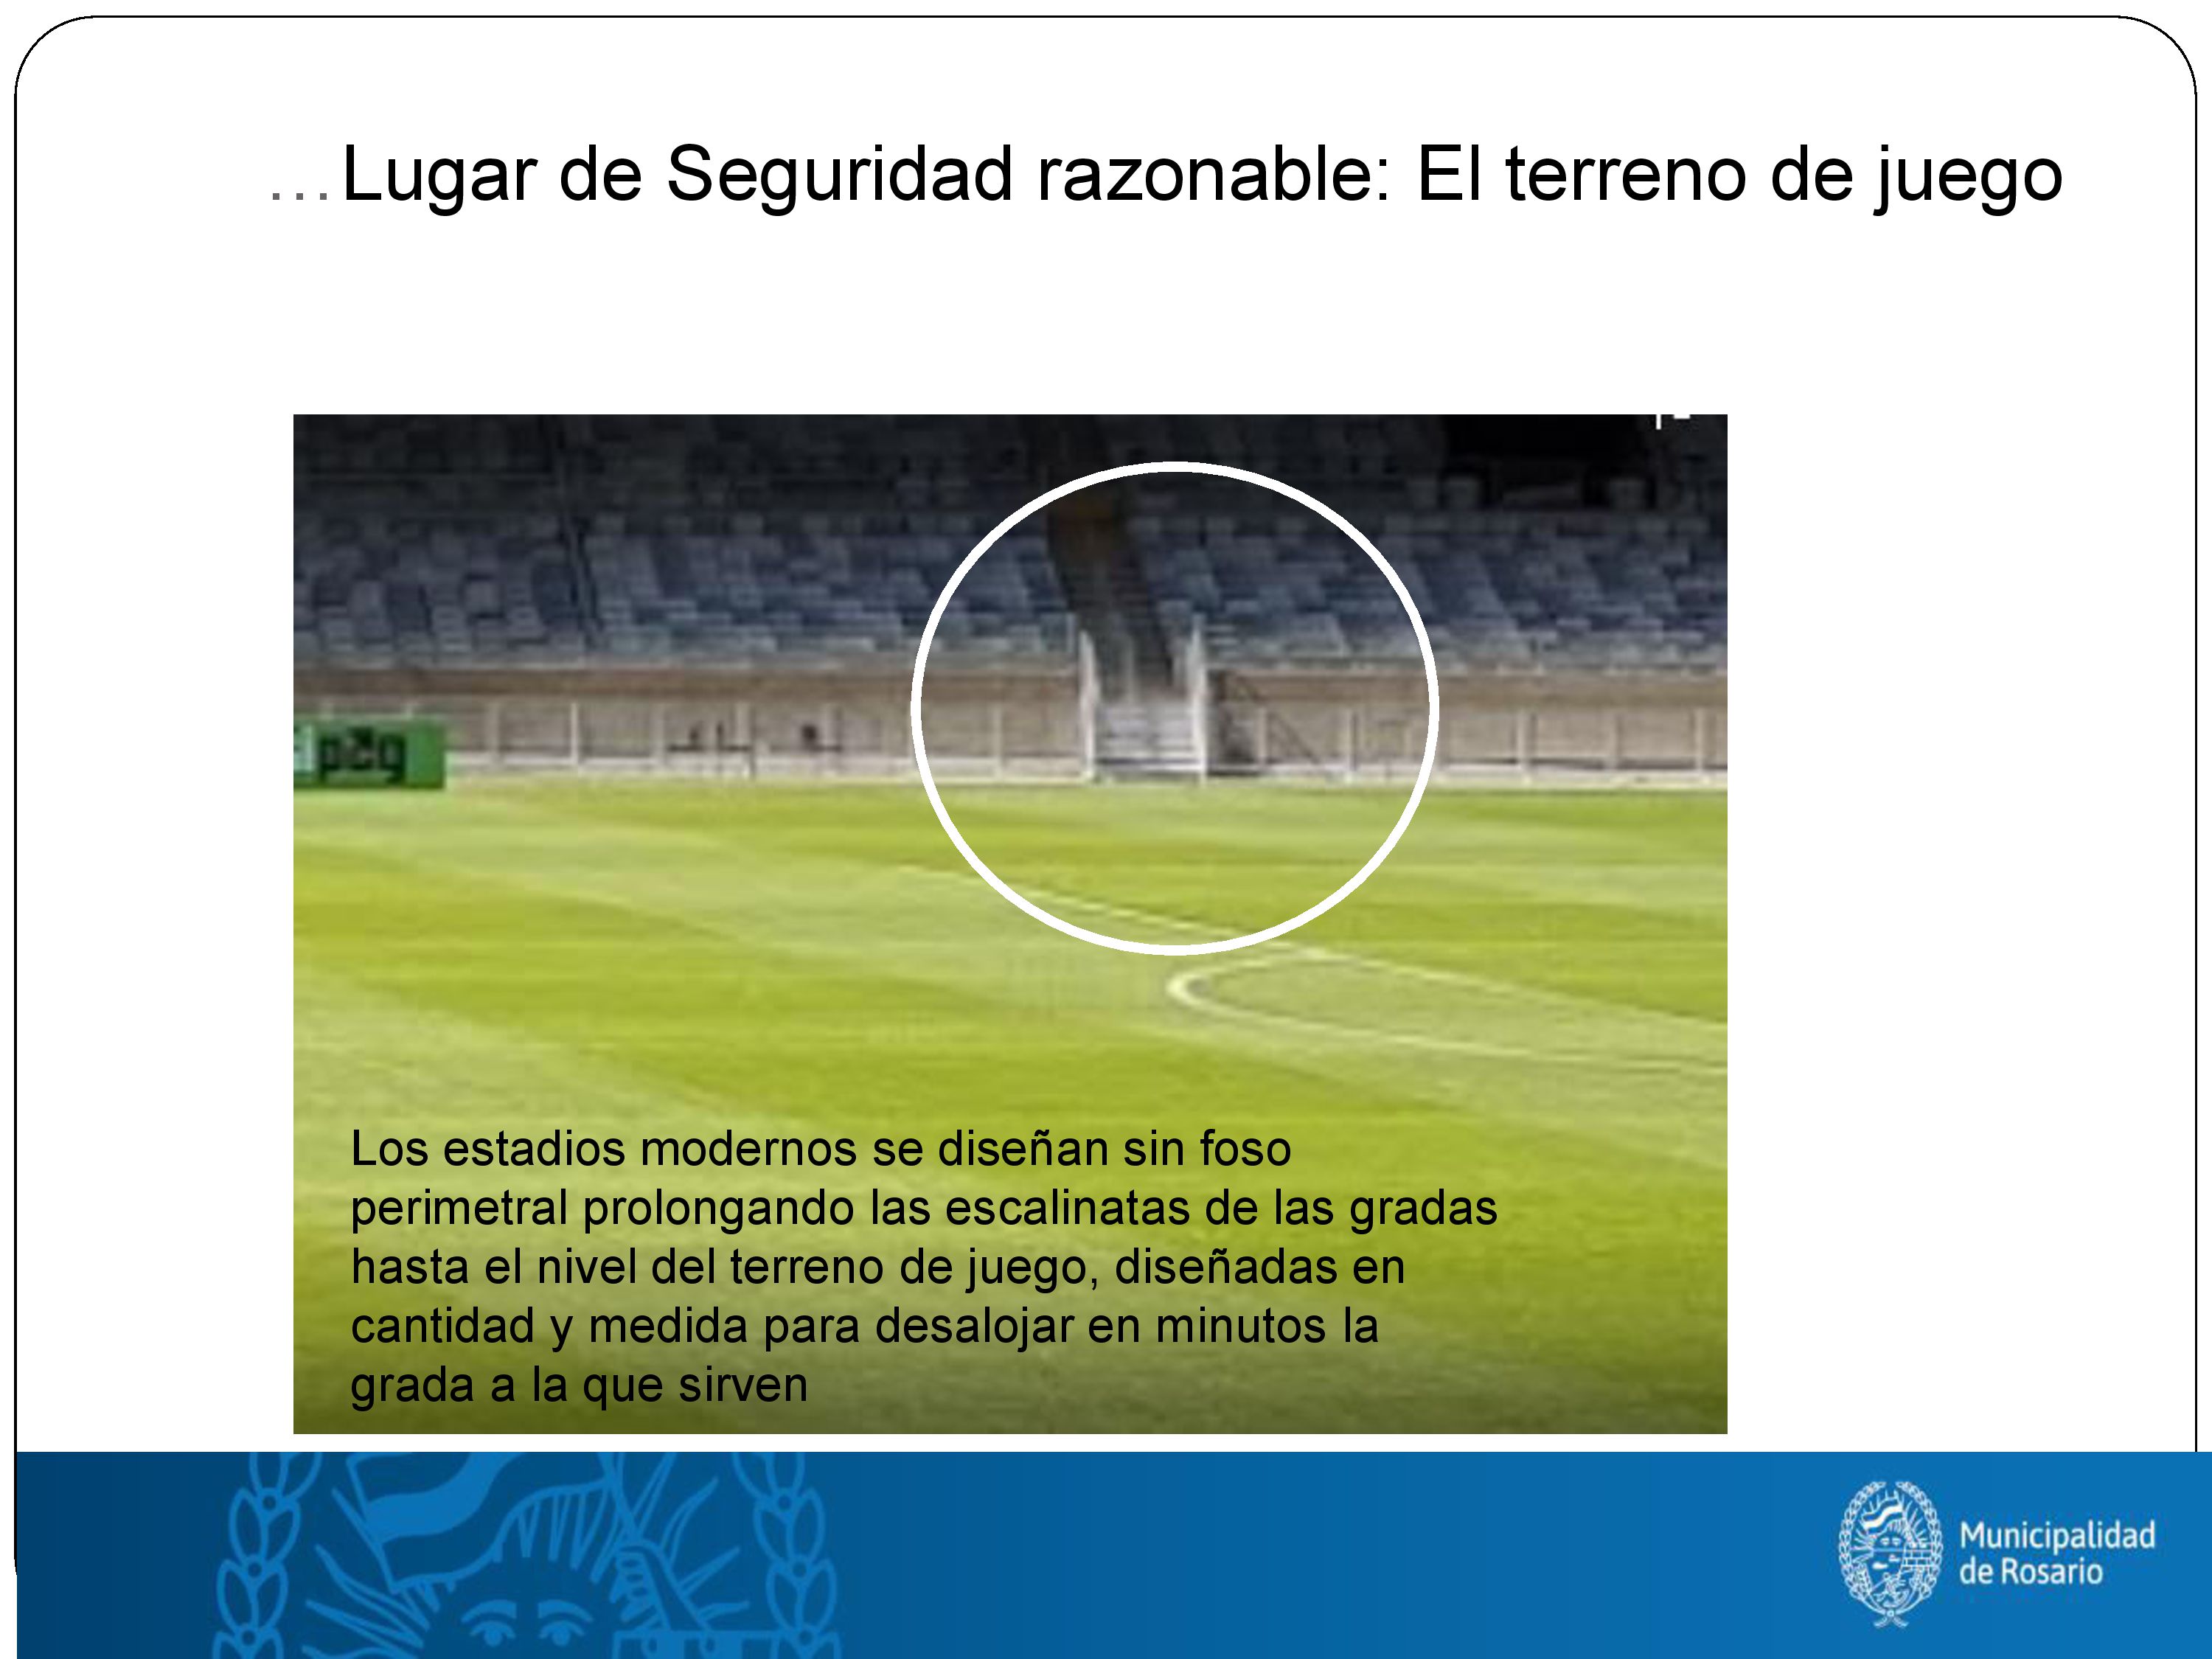 …Lugar de Seguridad razonable: El terreno de juego
pcg
Los estadios modernos se diseñan sin foso
perimetral prolongando las escalinatas de las gradas
hasta el nivel del terreno de juego, diseñadas en
cantidad y medida para desalojar en minutos la
grada a la que sirven
Municipalidad
de Rosario